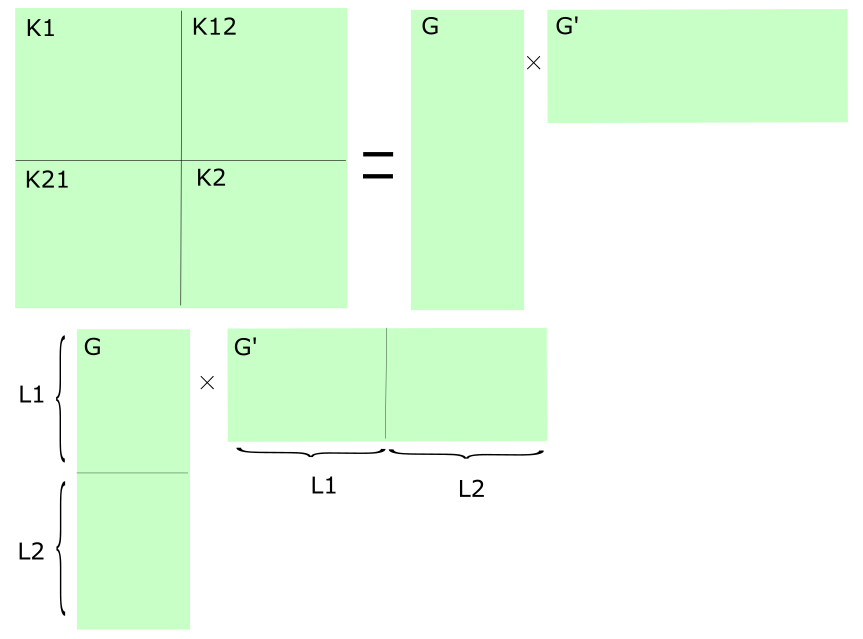 K1 K12 G G'
×
K21 K2 =
G G'
×
L1
L1 L2
L2